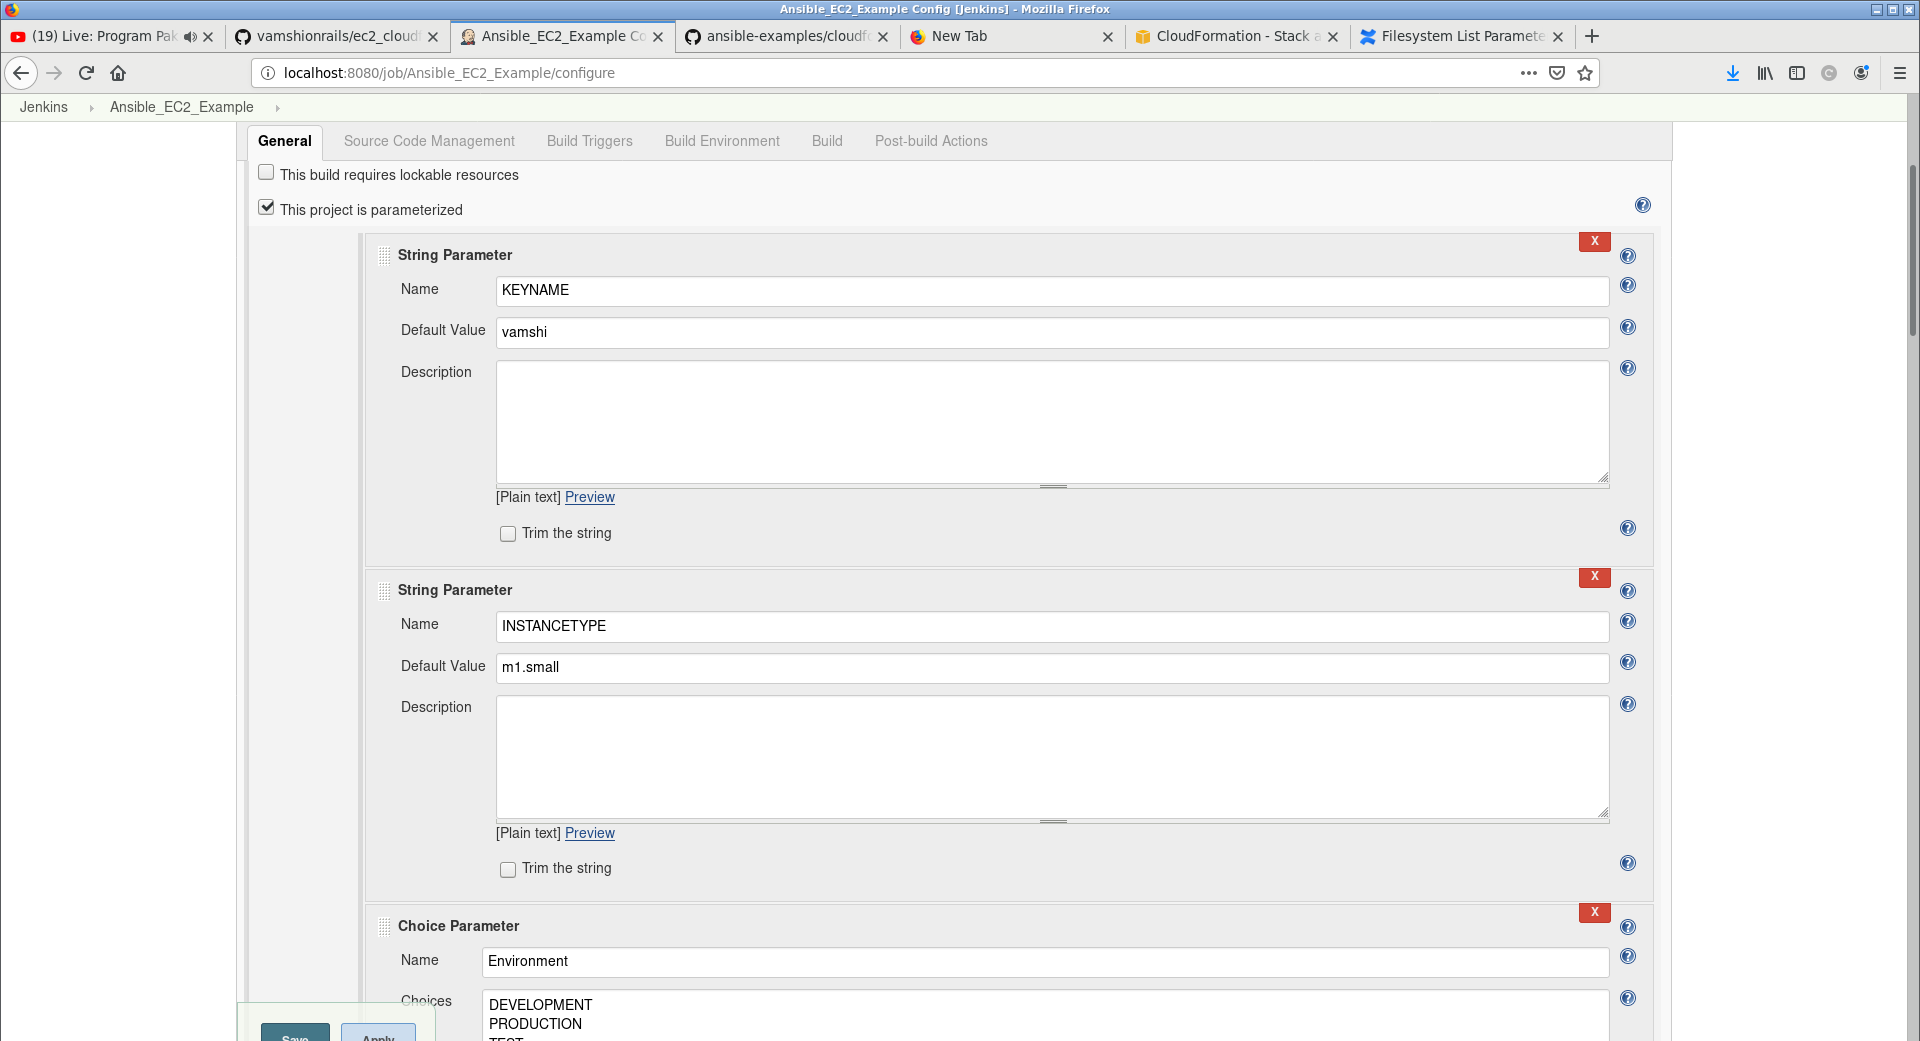 Ansible_EC2_Example Config [Jenkins] - Mozilla Firefox
(19) Live: Program Pak
vamshionrails/ec2_cloudf
Ansible_EC2_Example Co
ansible-examples/cloudfo
New Tab
CloudFormation - Stack a
Filesystem List Paramete
localhost:8080/job/Ansible_EC2_Example/configure
Jenkins Ansible_EC2_Example
General Source Code Management Build Triggers Build Environment Build Post-build Actions
This build requires lockable resources
This project is parameterized
X
String Parameter
Name KEYNAME
Default Value vamshi
Description
[Plain text] Preview
Trim the string
X
String Parameter
Name INSTANCETYPE
Default Value m1.small
Description
[Plain text] Preview
Trim the string
X
Choice Parameter
Name Environment
Choices DEVELOPMENT
PRODUCTION
TEST
Save Apply